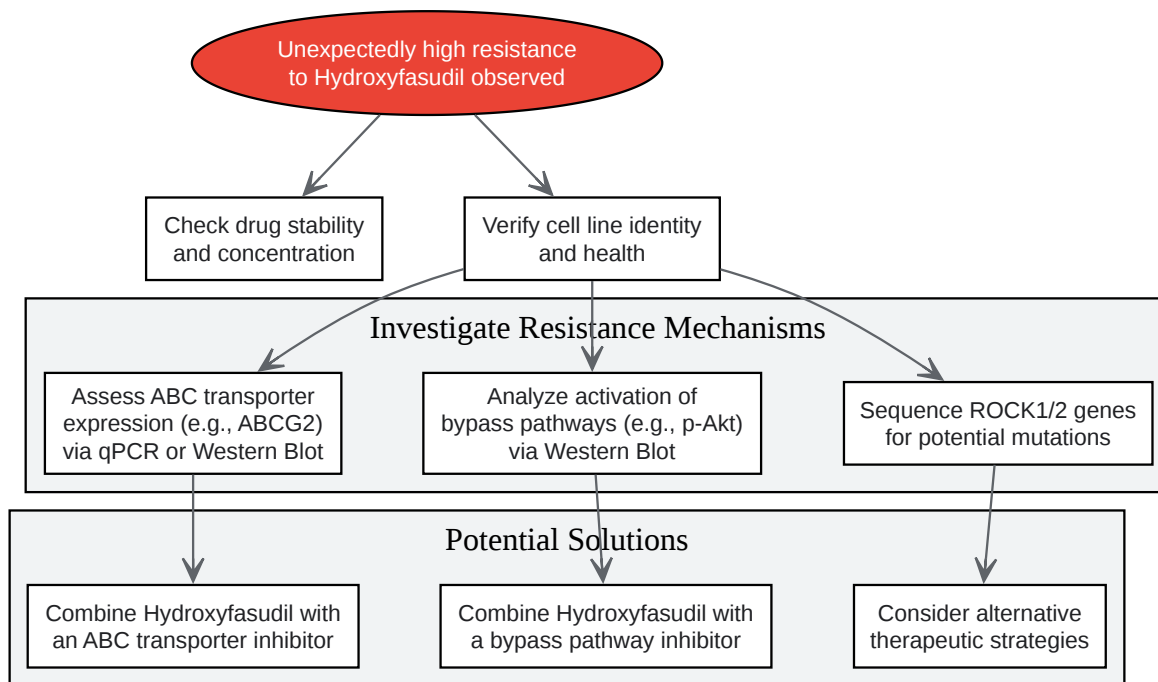 Unexpectedly high resistance
to Hydroxyfasudil observed
Check drug stability
and concentration
Verify cell line identity
and health
Investigate Resistance Mechanisms
Assess ABC transporter
expression (e.g., ABCG2)
via qPCR or Western Blot
Analyze activation of
bypass pathways (e.g., p-Akt)
via Western Blot
Sequence ROCK1/2 genes
for potential mutations
Potential Solutions
Combine Hydroxyfasudil with
an ABC transporter inhibitor
Combine Hydroxyfasudil with
a bypass pathway inhibitor
Consider alternative
therapeutic strategies